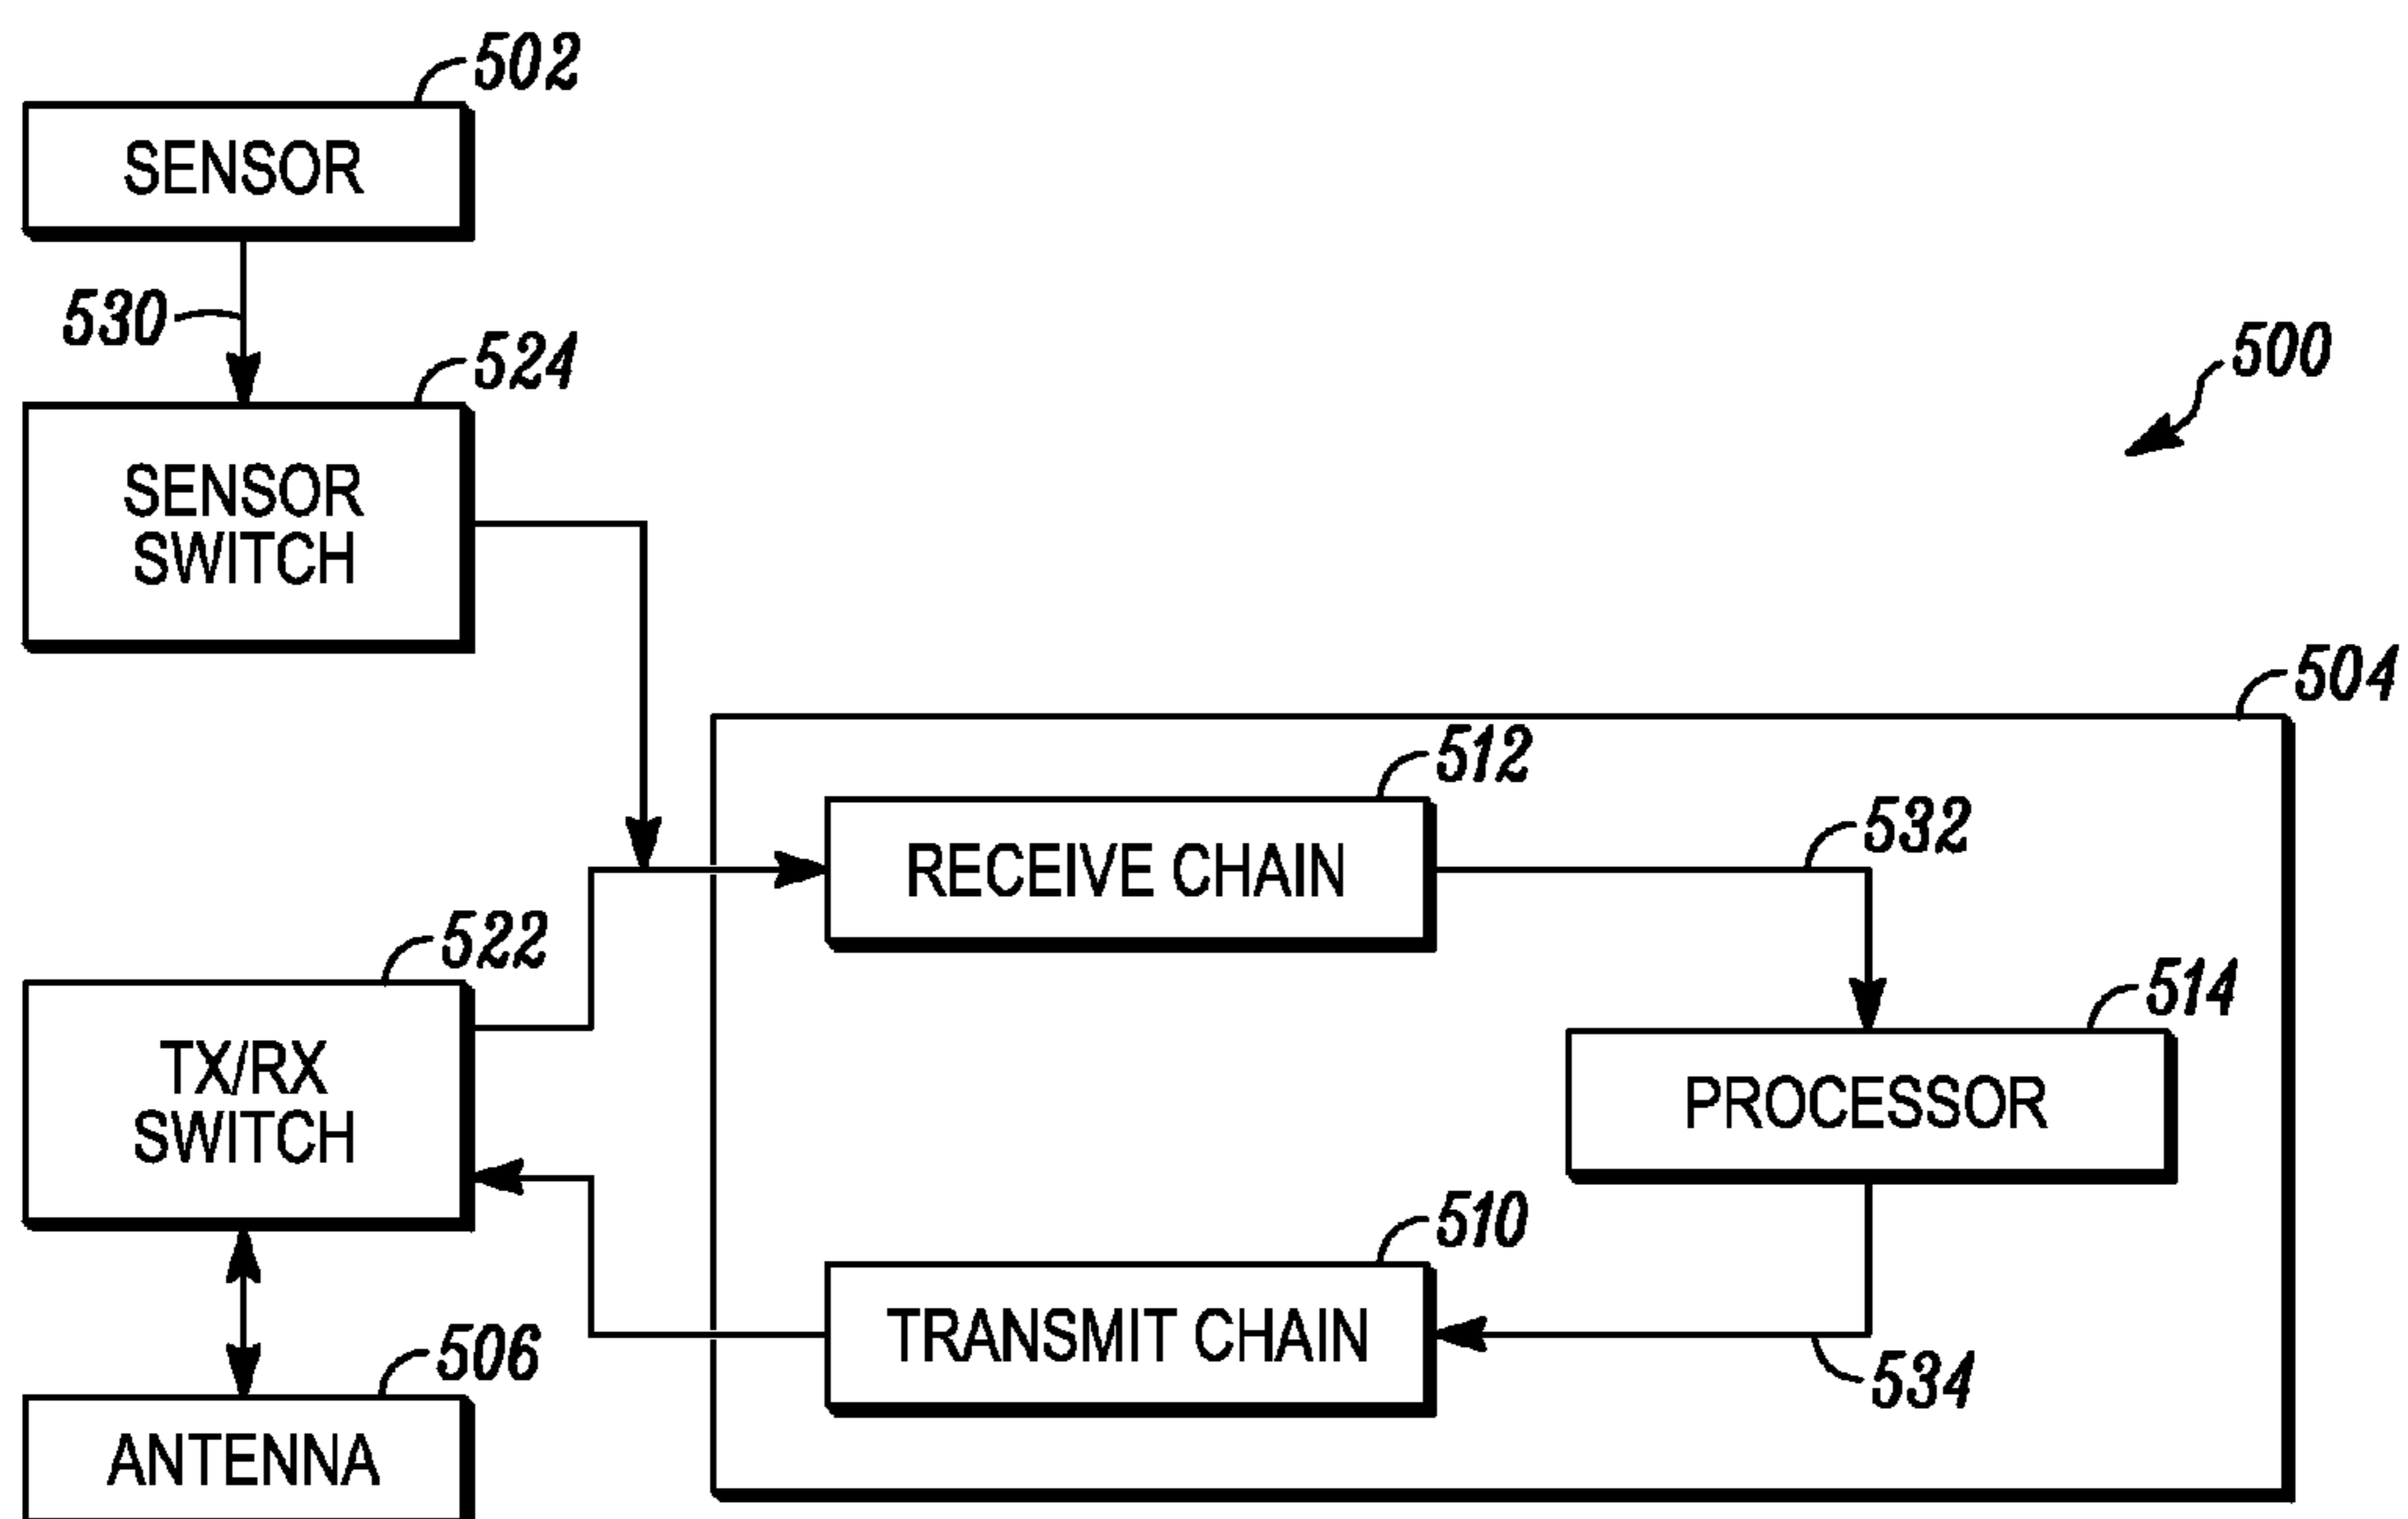 502
SENSOR
530
524
SENSOR
SWITCH
500
504
512
RECEIVE CHAIN
532
522
TX/RX
SWITCH
514
PROCESSOR
510
TRANSMIT CHAIN
534
506
ANTENNA